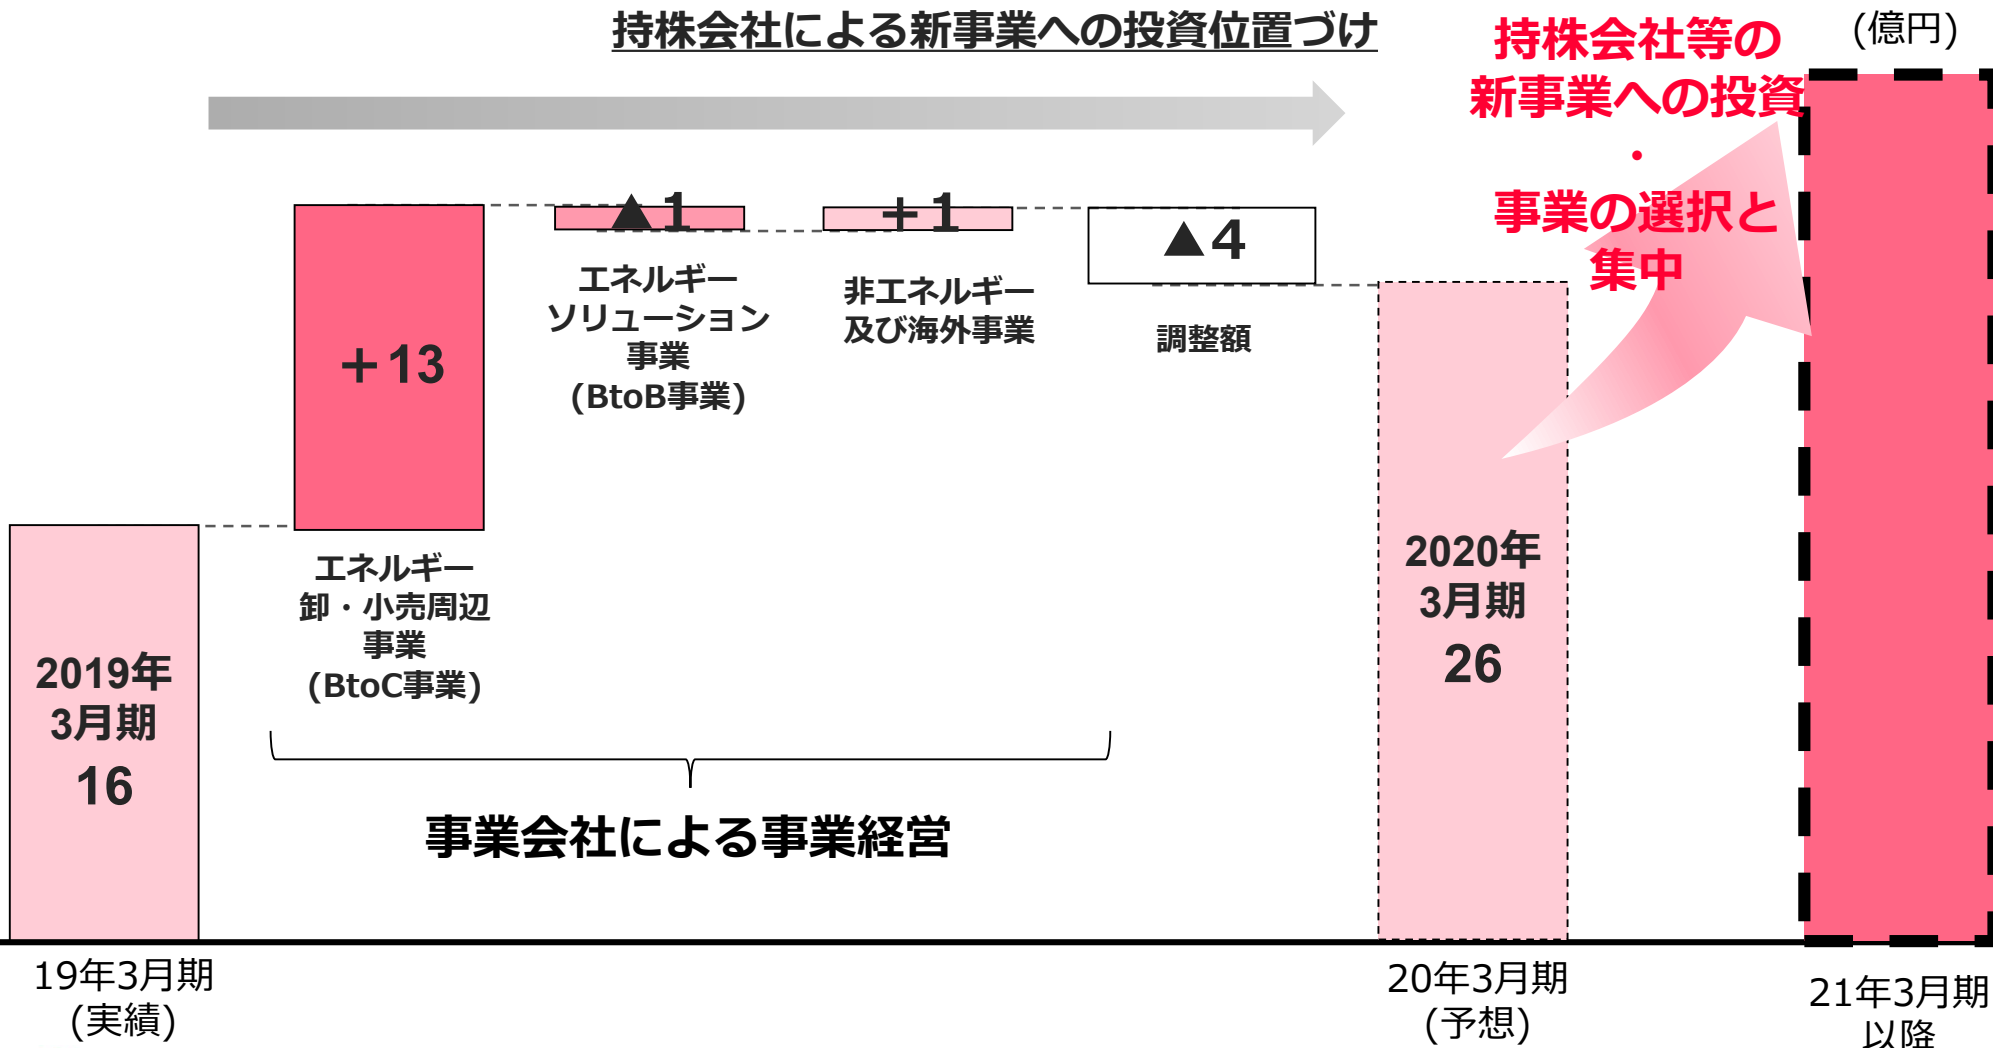 持株会社による新事業への投資位置づけ
(億円)
持株会社等の
新事業への投資
・
事業の選択と
集中
▲1
＋1
▲4
＋13
エネルギー
ソリューション
事業
(BtoB事業)
非エネルギー
及び海外事業
調整額
エネルギー
卸・小売周辺
事業
(BtoC事業)
2019年
3月期
16
2020年
3月期
26
事業会社による事業経営
19年3月期
(実績)
20年3月期
(予想)
21年3月期
以降